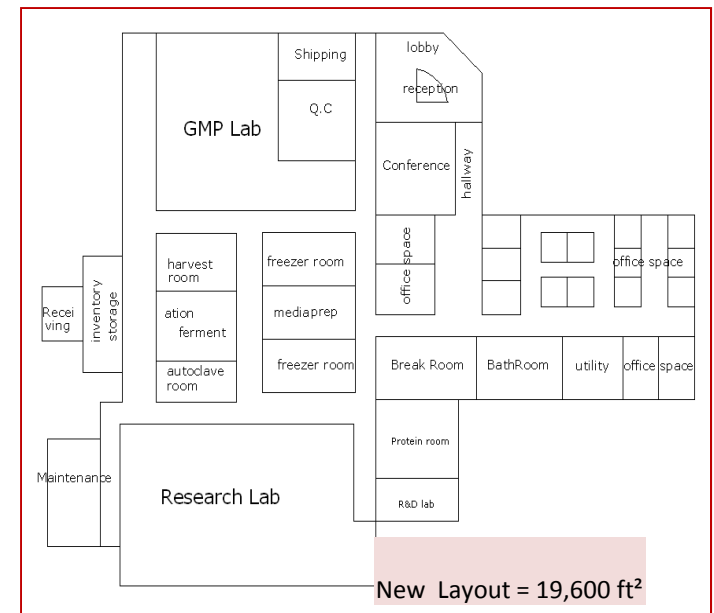 Shipping
lobby
reception
Q.C
GMP Lab
Conference
hallway
office space
harvest
room
freezer room
office space
Recei
ving
inventory
storage
ation
ferment
mediaprep
autoclave
room
freezer room
Break Room
BathRoom
utility
office
space
Protein room
Maintenance
Research Lab
R&D lab
New Layout = 19,600 ft²